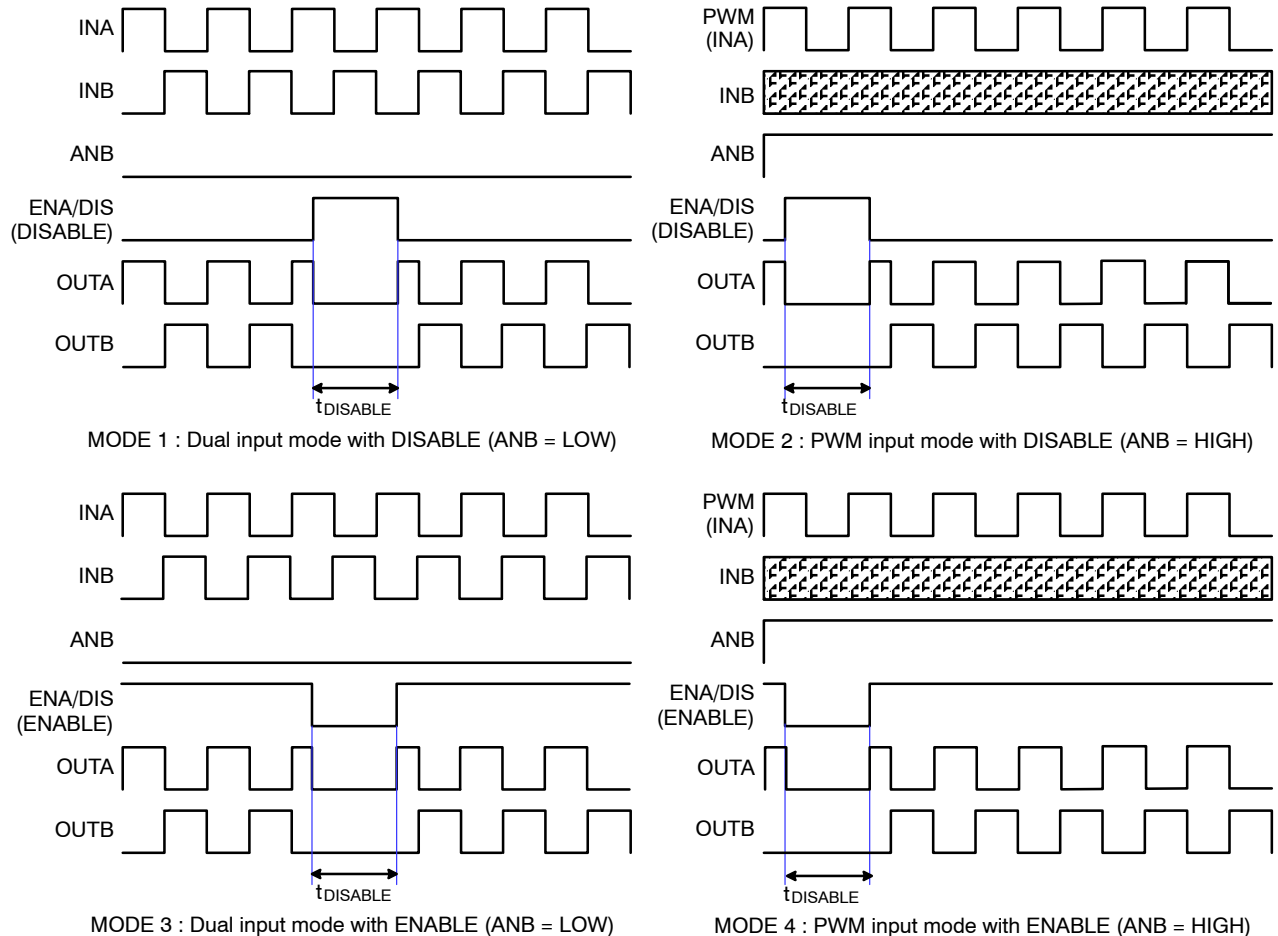 INA
INB
ANB
ENA/DIS
(DISABLE)
OUTA
OUTB
tDISABLE
MODE 1 : Dual input mode with DISABLE (ANB = LOW)
PWM
(INA)
INB
ANB
ENA/DIS
(DISABLE)
OUTA
OUTB
tDISABLE
MODE 2 : PWM input mode with DISABLE (ANB = HIGH)
INA
INB
ANB
ENA/DIS
(ENABLE)
OUTA
OUTB
tDISABLE
MODE 3 : Dual input mode with ENABLE (ANB = LOW)
PWM
(INA)
INB
ANB
ENA/DIS
(ENABLE)
OUTA
OUTB
tDISABLE
MODE 4 : PWM input mode with ENABLE (ANB = HIGH)